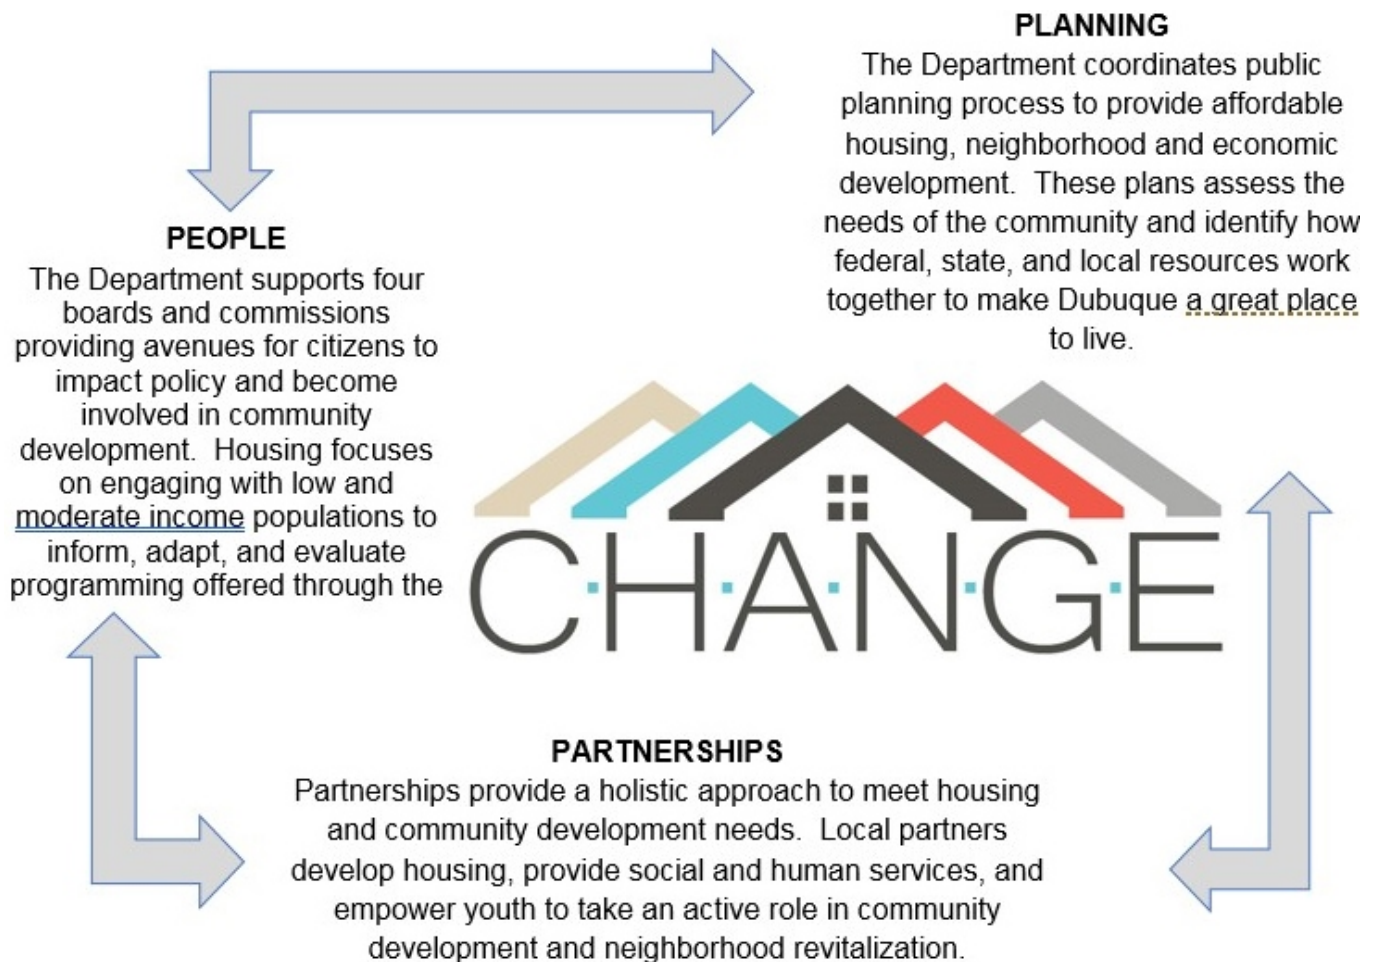 PLANNING
The Department coordinates public
planning process to provide affordable
housing, neighborhood and economic
development.  These plans assess the
needs of the community and identify how
federal, state, and local resources work
together to make Dubuque a great place
to live.
PEOPLE
The Department supports four
boards and commissions
providing avenues for citizens to
impact policy and become
involved in community
development.  Housing focuses
on engaging with low and
moderate income populations to
inform, adapt, and evaluate
programming offered through the
C·H·A·N·G·E
PARTNERSHIPS
Partnerships provide a holistic approach to meet housing
and community development needs.  Local partners
develop housing, provide social and human services, and
empower youth to take an active role in community
development and neighborhood revitalization.